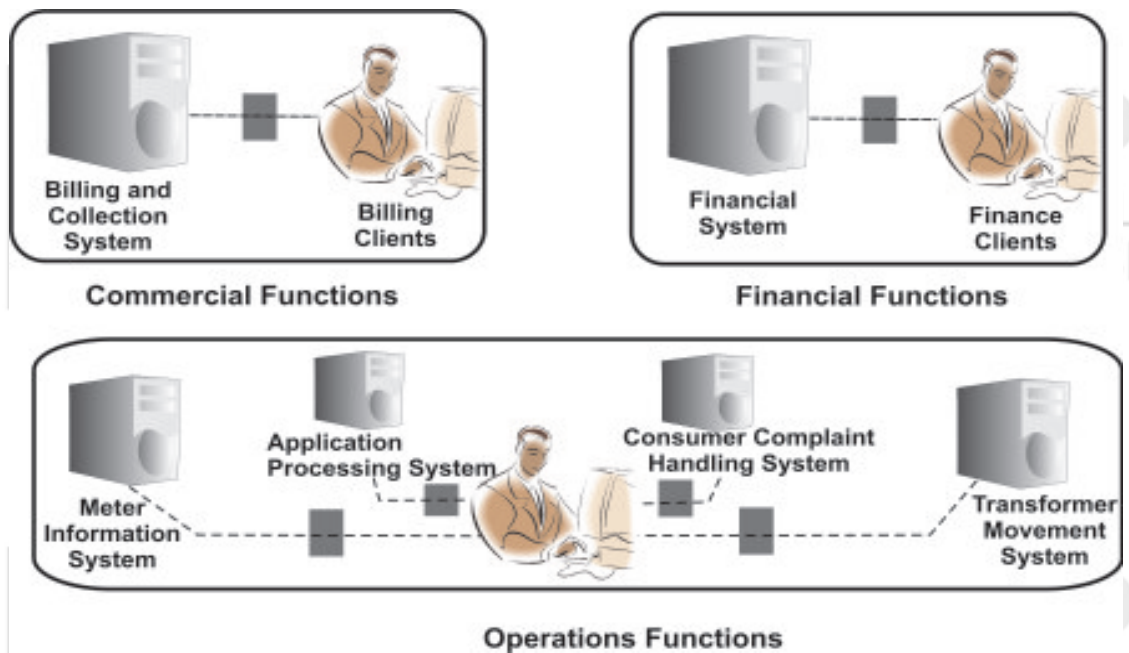 Billing and
Collection
System
Billing
Clients
Commercial Functions
Financial
System
Finance
Clients
Financial Functions
Meter
Information
System
Application
Processing System
Consumer Complaint
Handling System
Transformer
Movement
System
Operations Functions